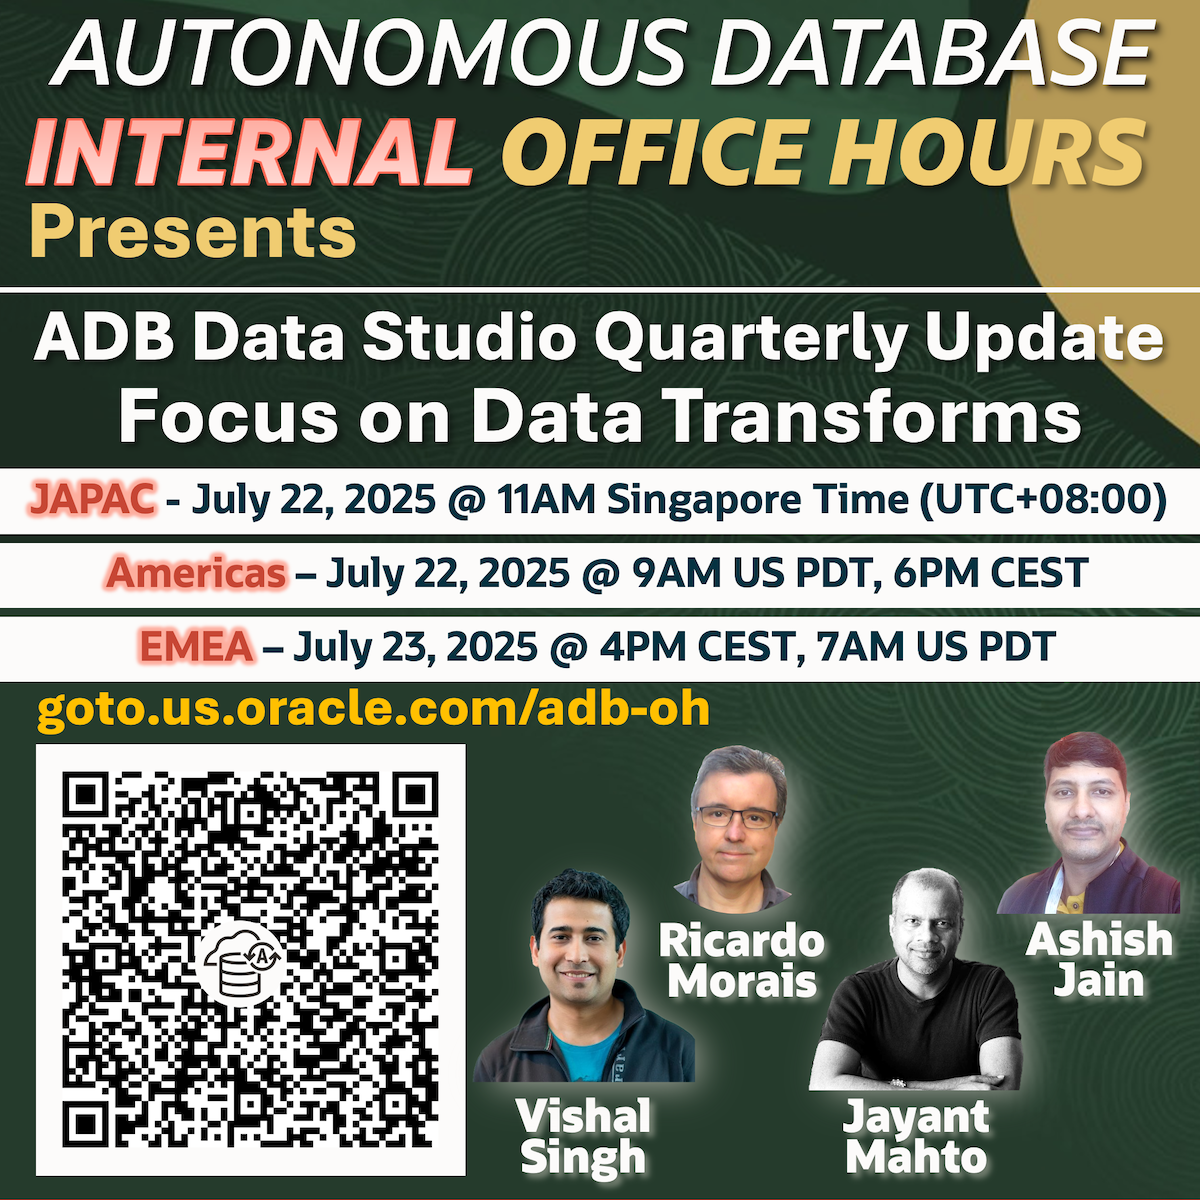 AUTONOMOUS DATABASE
INTERNAL OFFICE HOURS
Presents
ADB Data Studio Quarterly Update
Focus on Data Transforms
JAPAC - July 22, 2025 @ 11AM Singapore Time (UTC+08:00)
Americas – July 22, 2025 @ 9AM US PDT, 6PM CEST
EMEA – July 23, 2025 @ 4PM CEST, 7AM US PDT
goto.us.oracle.com/adb-oh
A
Ricardo
Morais
Ashish
Jain
Vishal
Singh
Jayant
Mahto